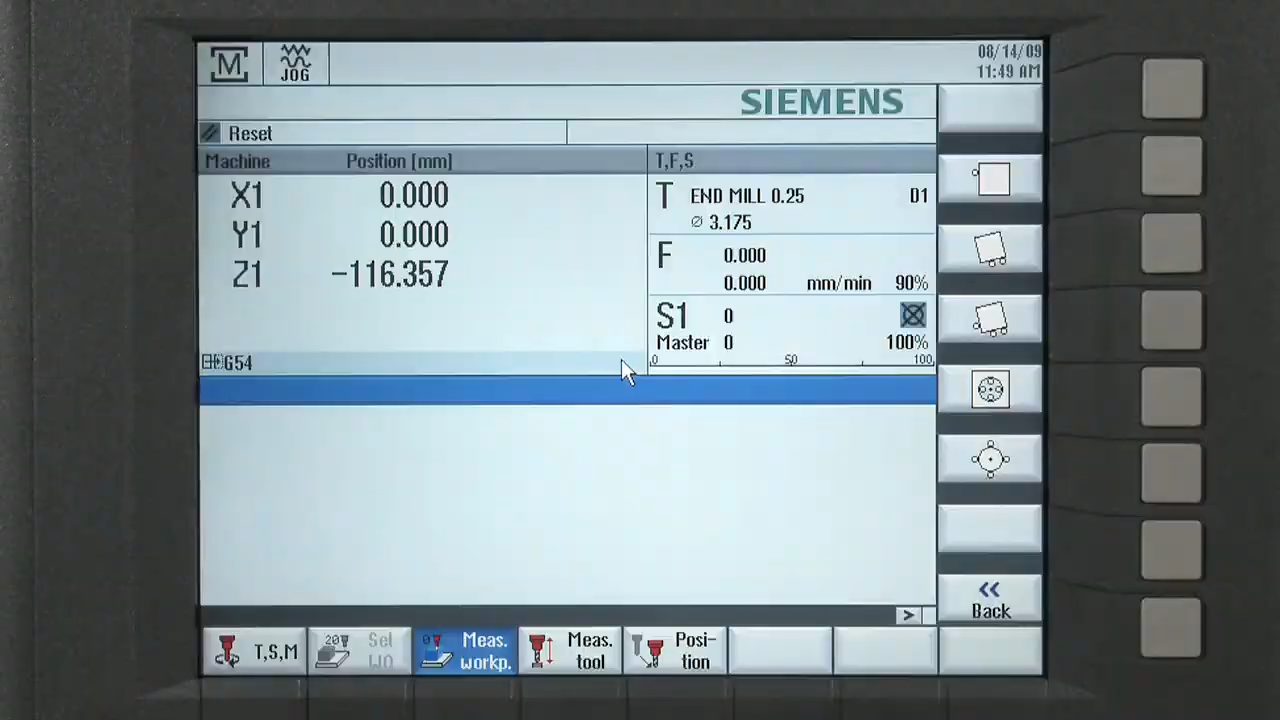 M
JOG
08/14/09
11:49 AM
SIEMENS
Reset
Machine Position [mm]
T,F,S
X1 0.000
Y1 0.000
Z1 -116.357
T END MILL 0.25 D1
⌀ 3.175
F 0.000
0.000 mm/min 90%
S1 0
Master 0 100%
0 50 100
G54
>
<<
Back
T,S,M
Sel
WO
Meas.
workp.
Meas.
tool
Posi-
tion